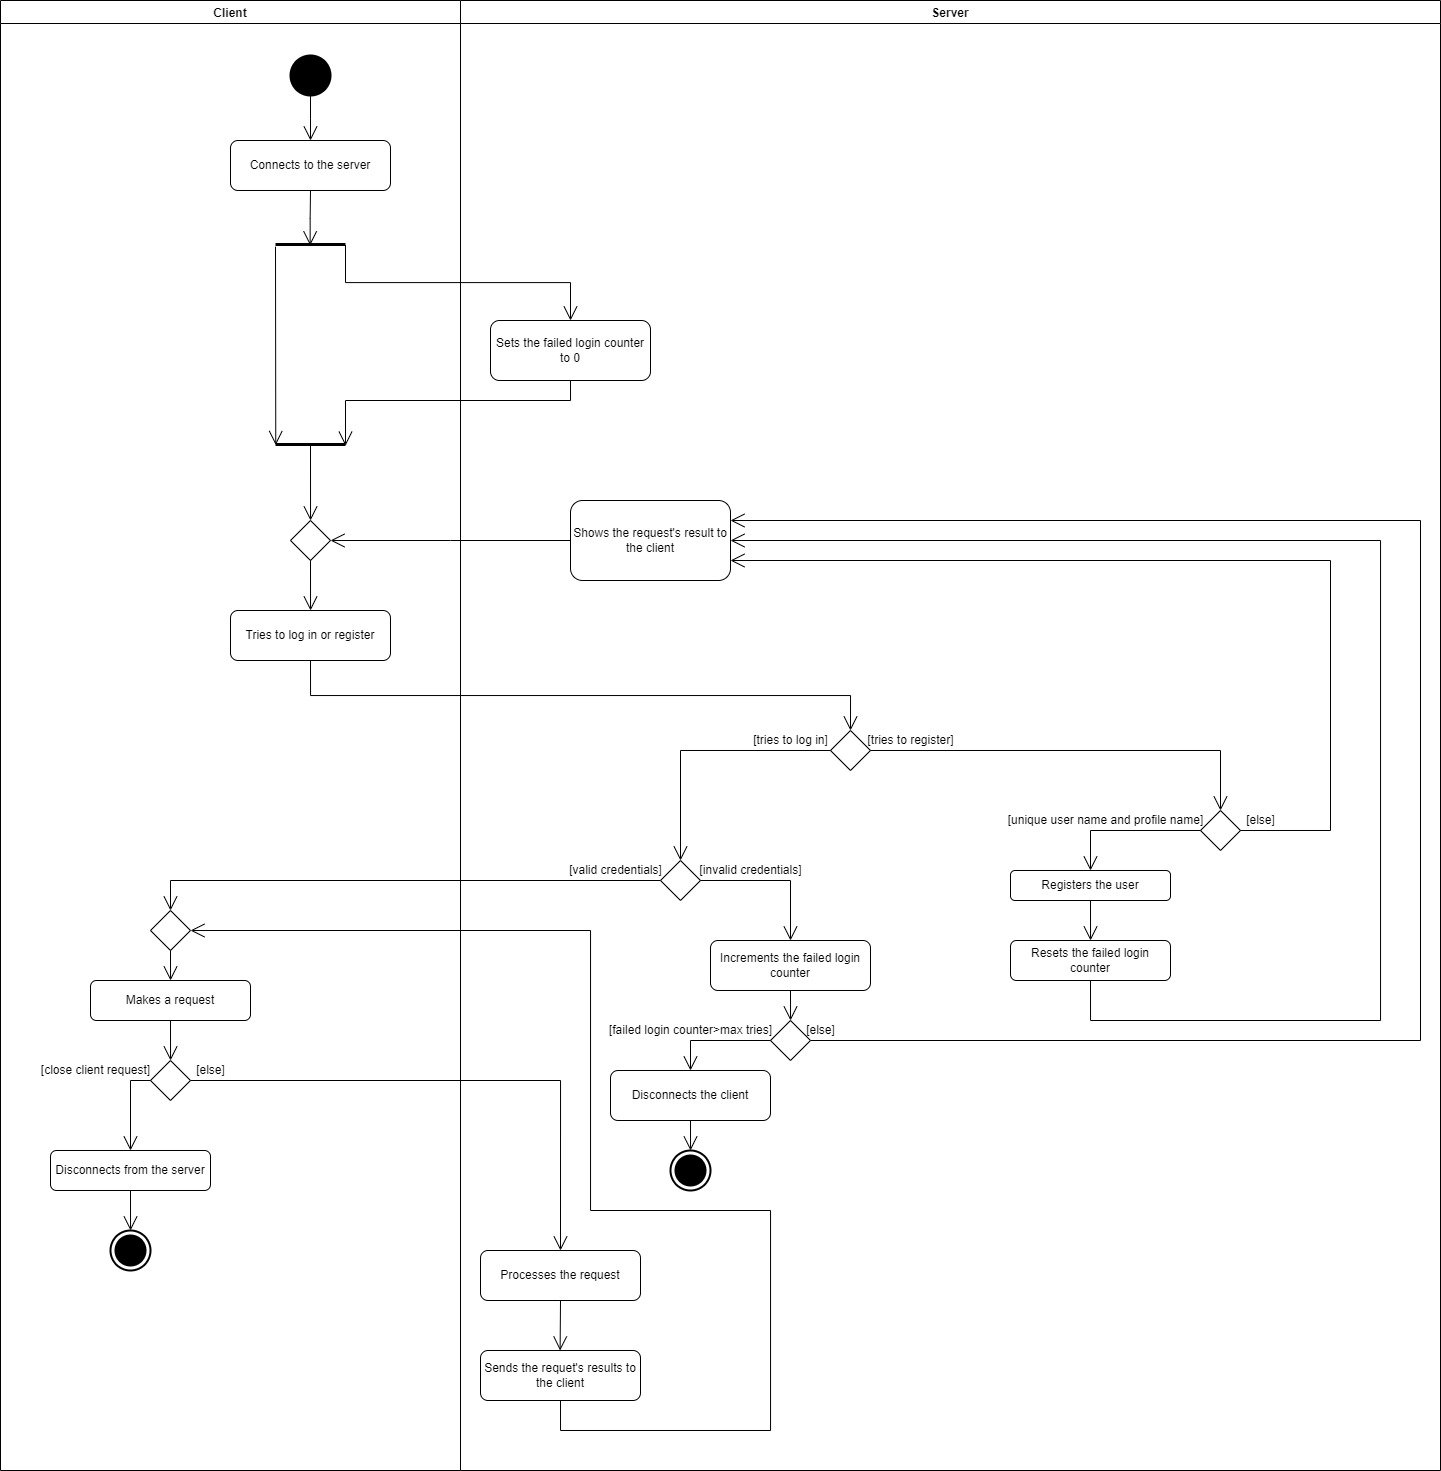 Client
Server
Connects to the server
Sets the failed login counter
to 0
Shows the request's result to
the client
Tries to log in or register
[tries to log in]
[tries to register]
[unique user name and profile name]
[else]
[valid credentials]
[invalid credentials]
Registers the user
Increments the failed login
counter
Resets the failed login
counter
Makes a request
[failed login counter>max tries]
[else]
[close client request]
[else]
Disconnects the client
Disconnects from the server
Processes the request
Sends the requet's results to
the client